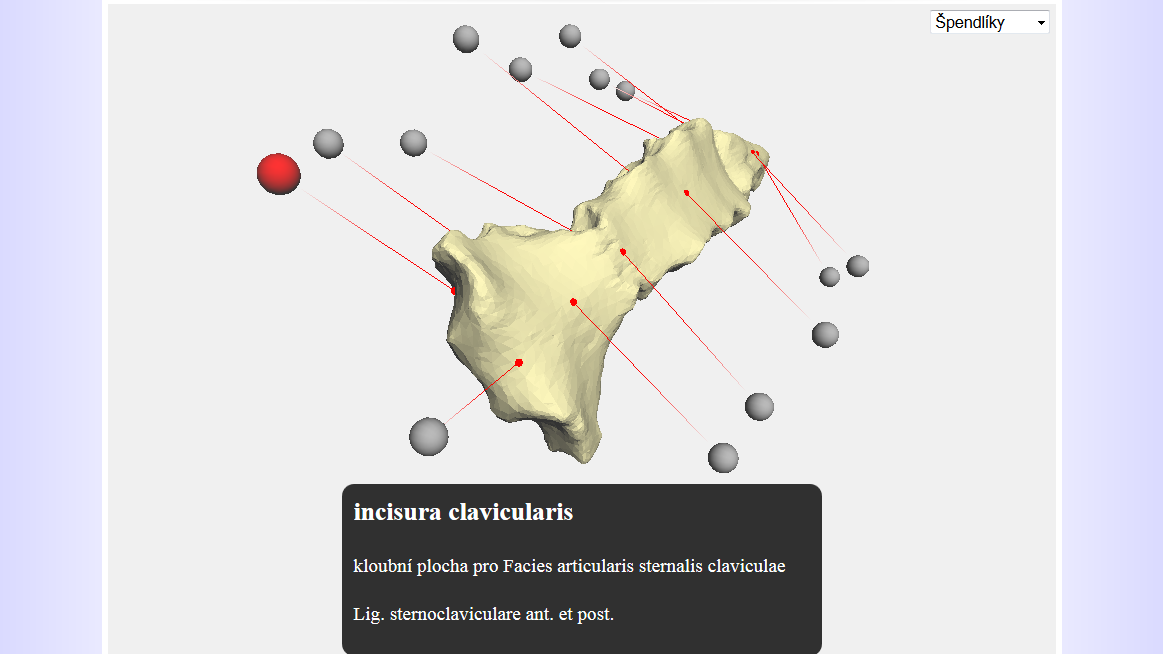 Špendlíky
incisura clavicularis
kloubní plocha pro Facies articularis sternalis claviculae
Lig. sternoclaviculare ant. et post.